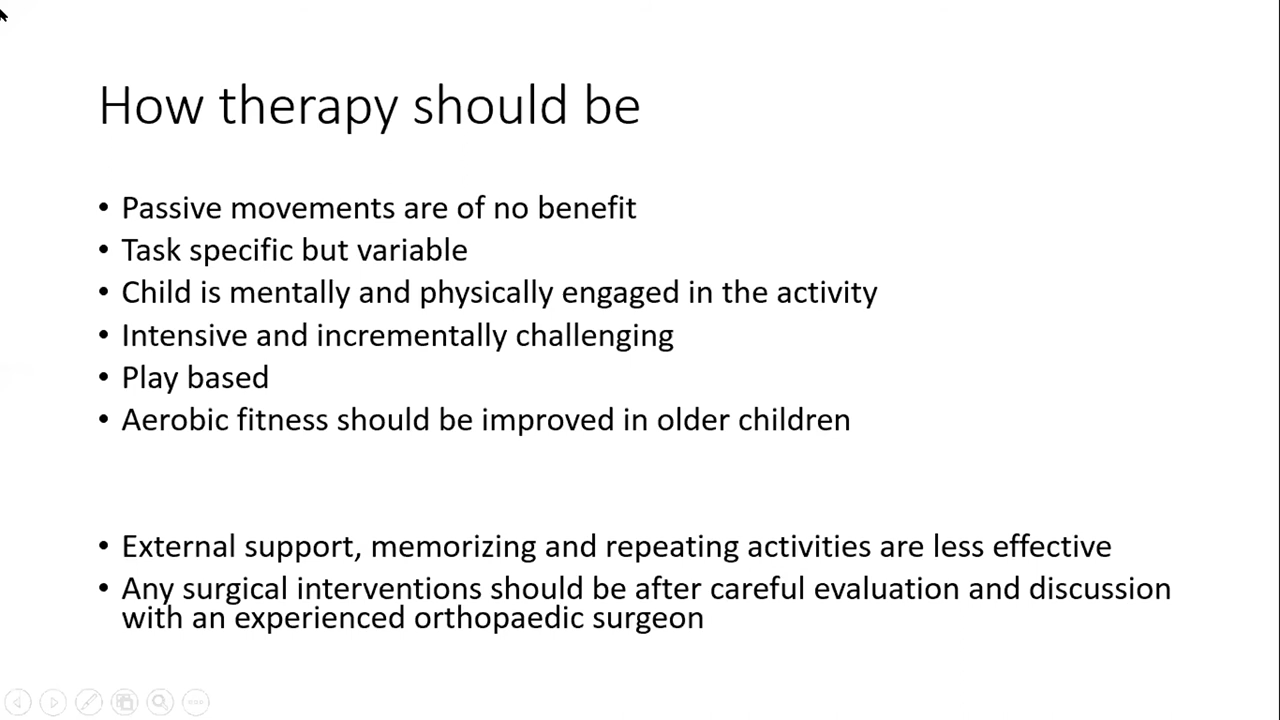 How therapy should be
• Passive movements are of no benefit
• Task specific but variable
• Child is mentally and physically engaged in the activity
• Intensive and incrementally challenging
• Play based
• Aerobic fitness should be improved in older children
• External support, memorizing and repeating activities are less effective
• Any surgical interventions should be after careful evaluation and discussion
with an experienced orthopaedic surgeon